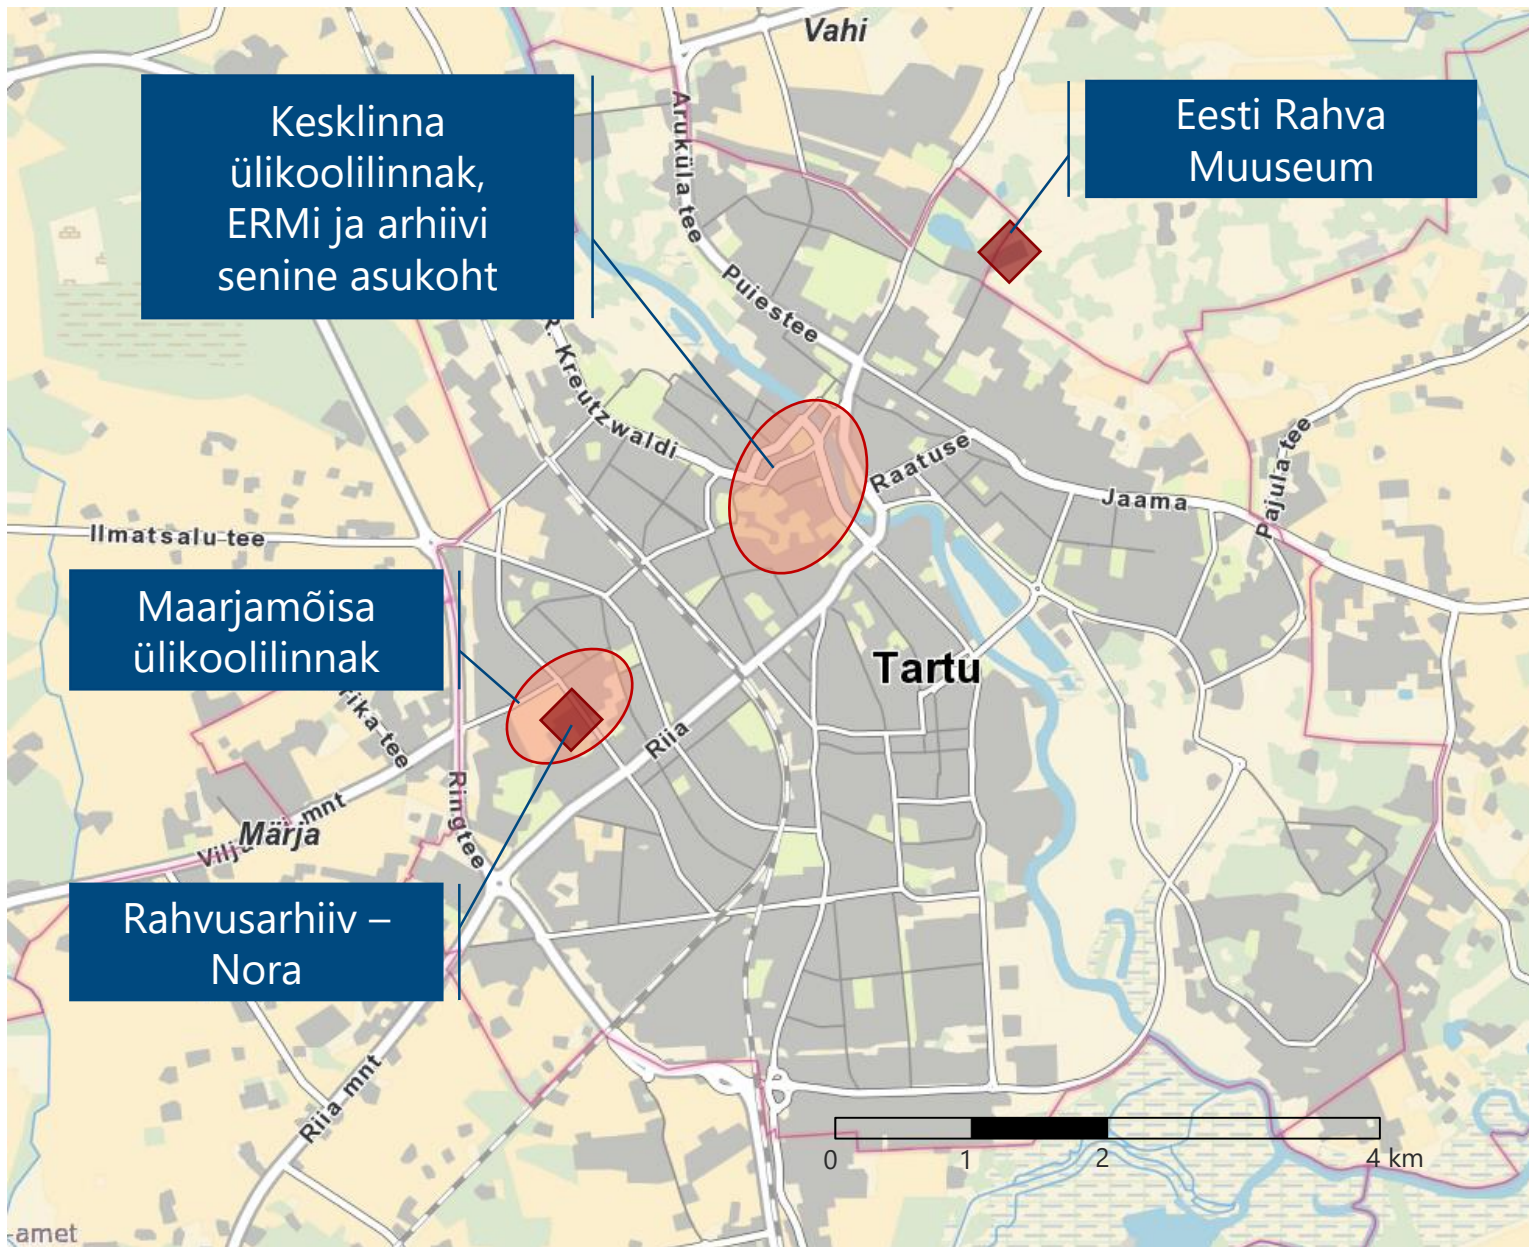 Vahi
Kesklinna
ülikoolilinnak,
ERMi ja arhiivi
senine asukoht
Eesti Rahva
Muuseum
Aruküla tee
Puiestee
R. Kreutzwaldi
Raatuse
Jaama
Pajula tee
Ilmatsalu tee
Maarjamõisa
ülikoolilinnak
Tartu
Riia
Ringtee
mnt
Märja
Rahvusarhiiv –
Nora
Riia mnt
0 1 2 4 km